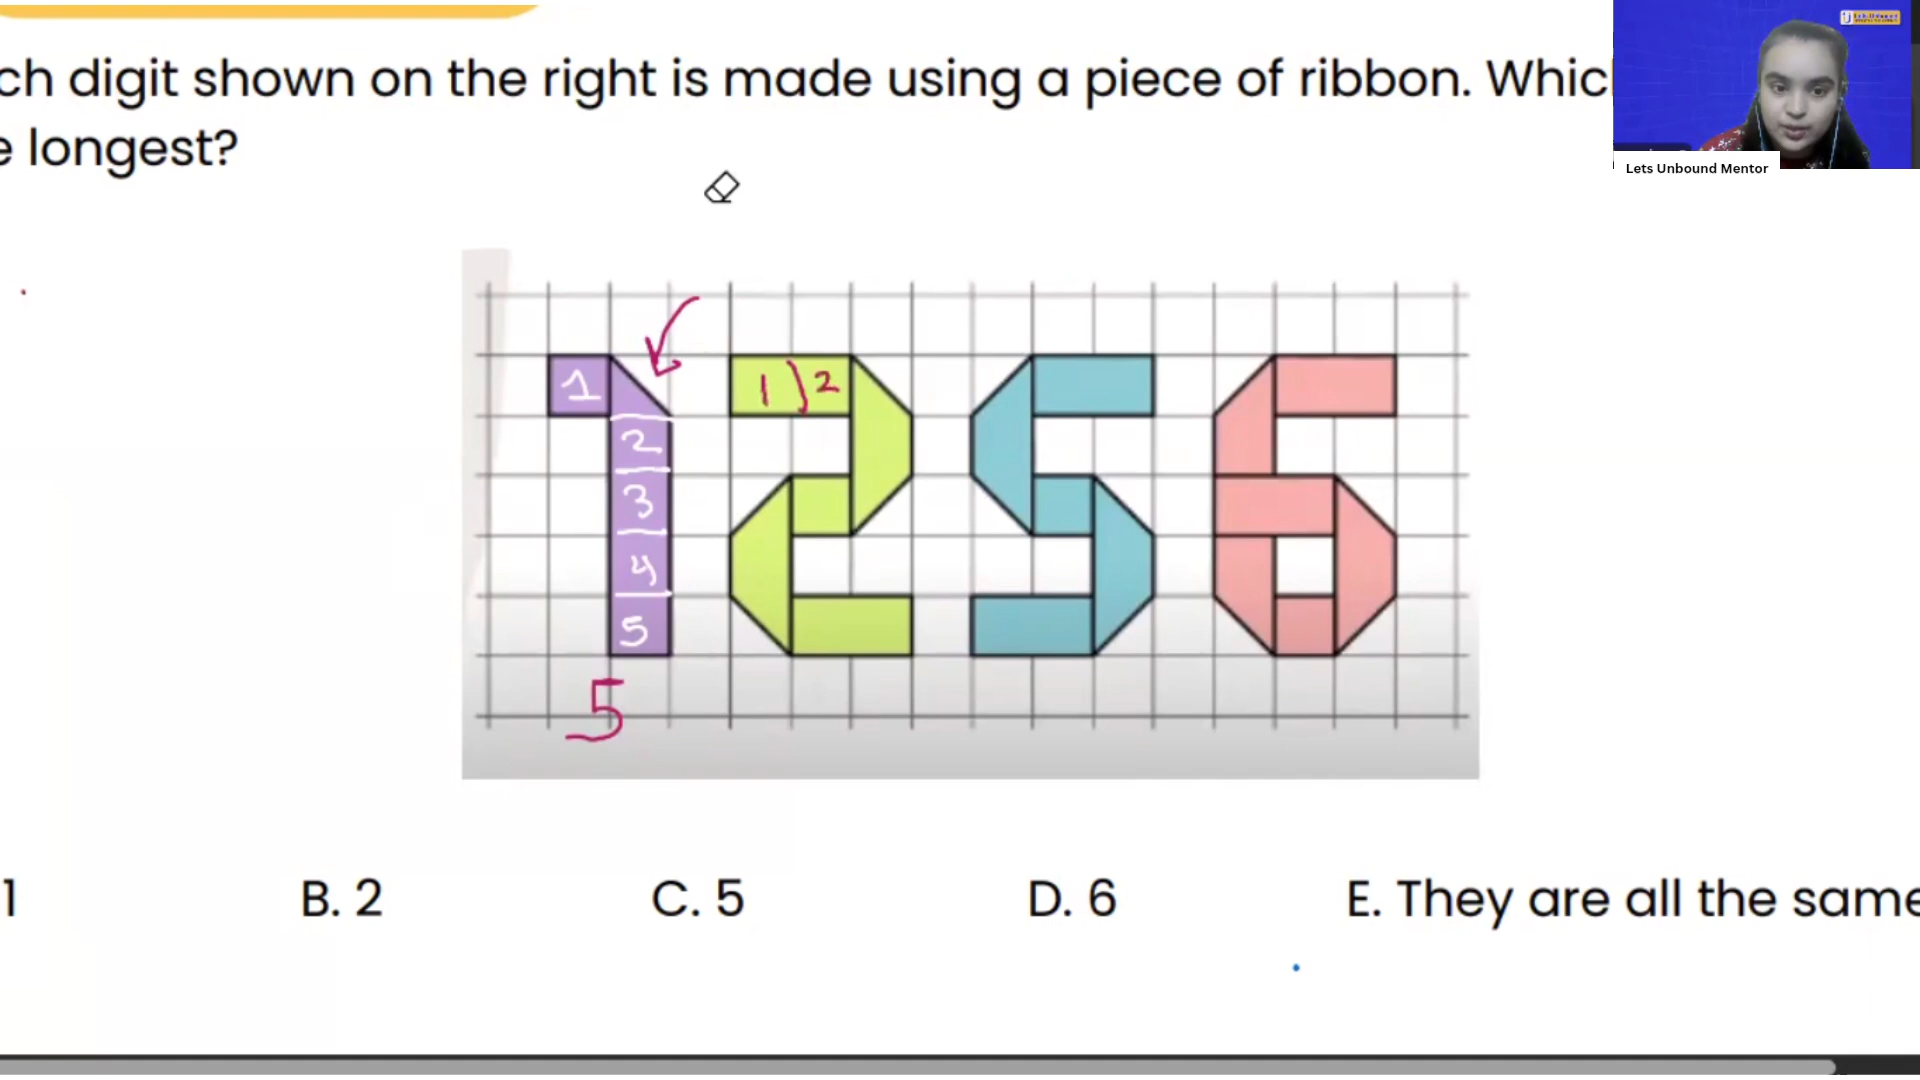 ch digit shown on the right is made using a piece of ribbon. Whic
e longest?
Lets Unbound Mentor
1
1 2
2
3
4
5
5
1
B. 2
C. 5
D. 6
E. They are all the same